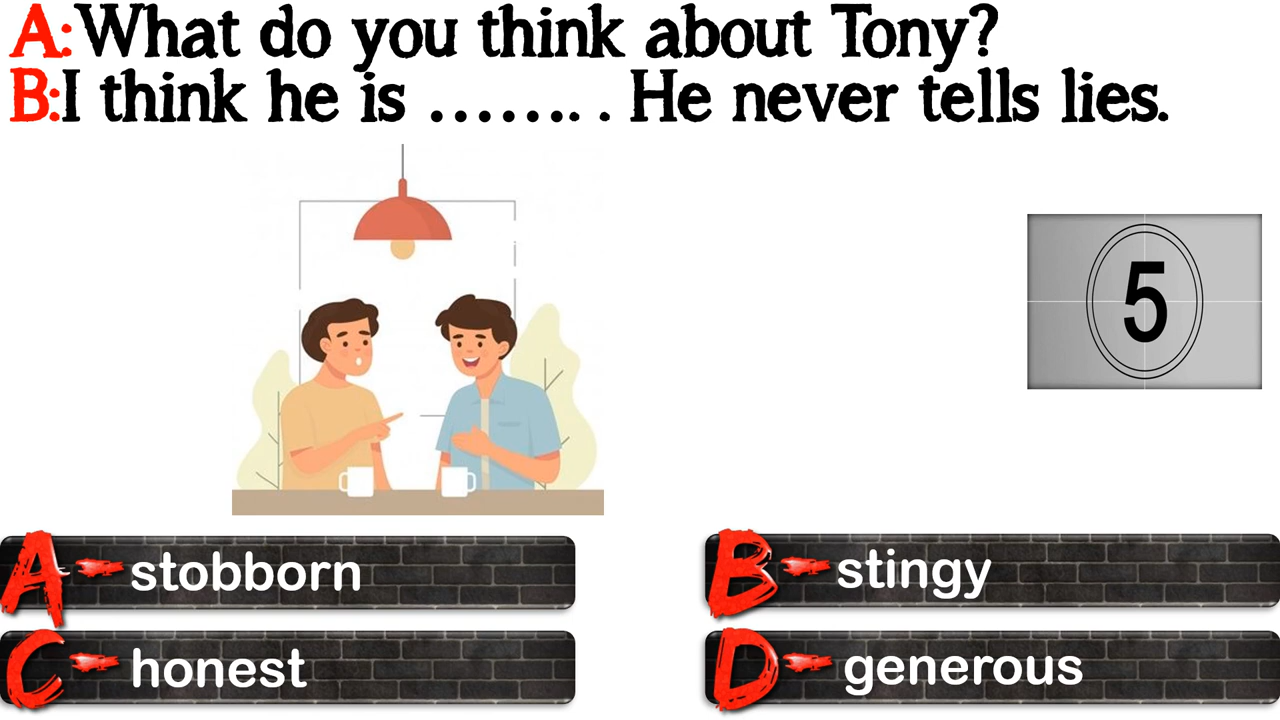 A:What do you think about Tony?
B:I think he is ........ He never tells lies.
5
A- stobborn
B- stingy
C- honest
D- generous